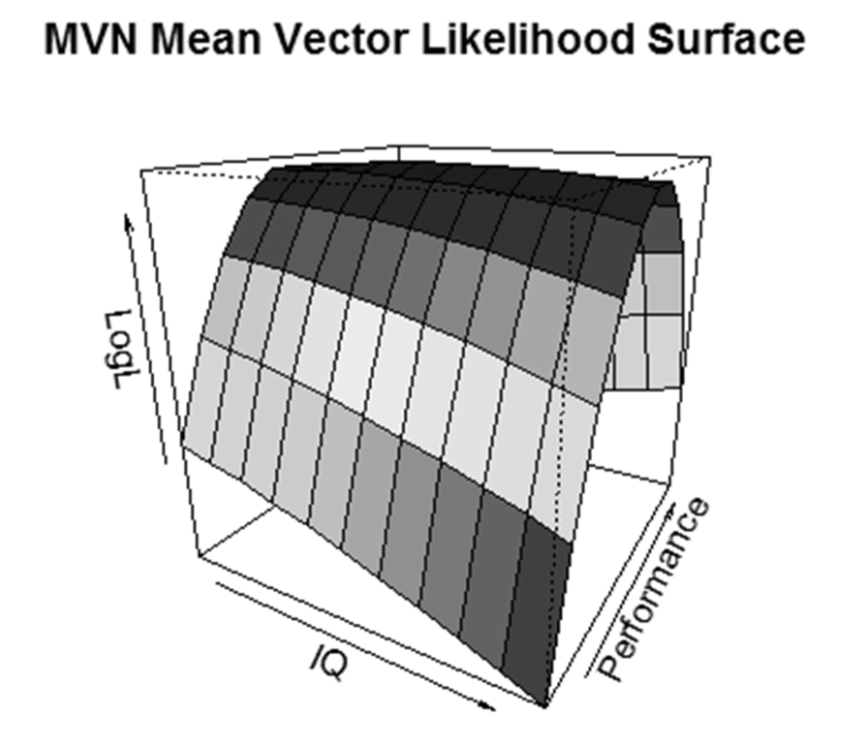 MVN Mean Vector Likelihood Surface
LogL
IQ
Performance